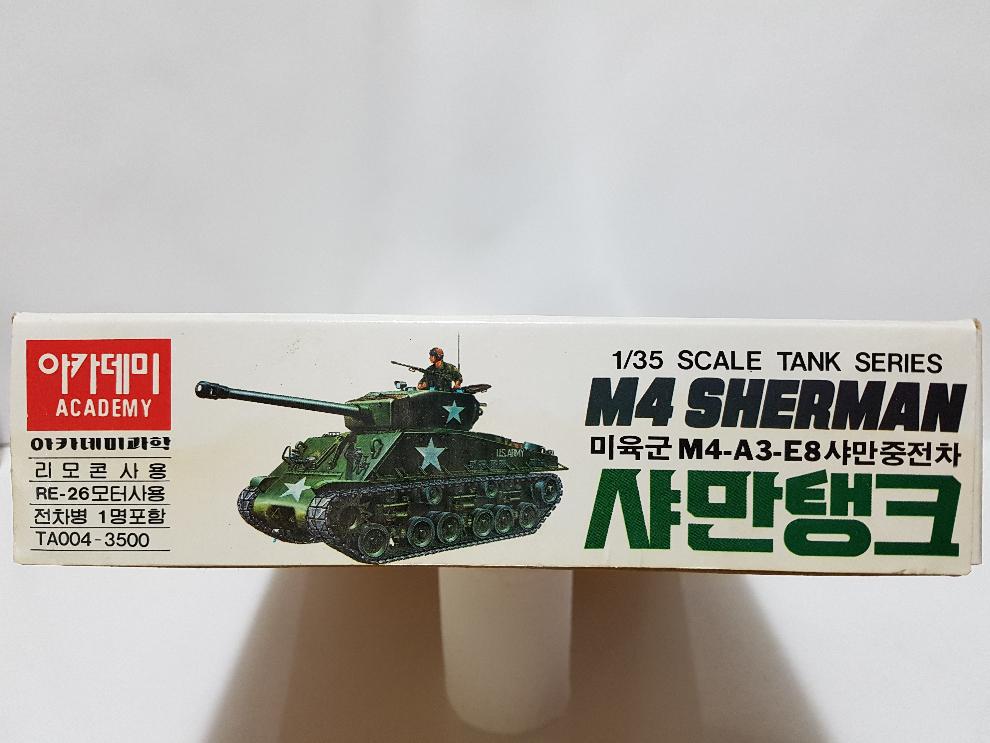 아카데미
ACADEMY
아카데미과학
리모콘사용
RE-26모터사용
전차병 1명포함
TA004-3500
U.S.ARMY
1/35 SCALE TANK SERIES
M4 SHERMAN
미육군 M4-A3-E8 샤만중전차
샤만탱크